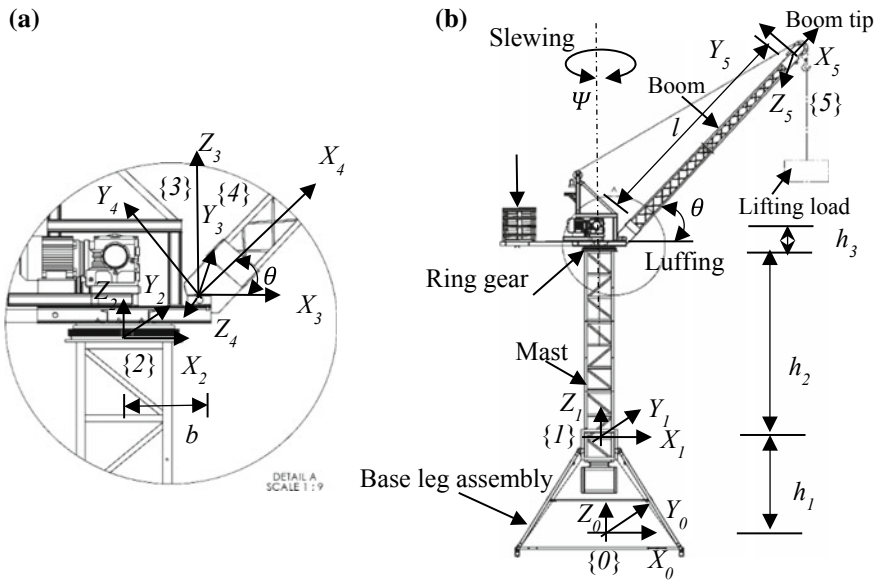 (a)
Z3
X4
Y4
{3}
{4}
Y3
θ
X3
Z2
Y2
Z4
{2}
X2
b
DETAIL A
SCALE 1 : 9
(b)
Slewing
Ψ
Boom tip
Y5
X5
Boom
Z5
{5}
l
A
θ
Lifting load
h3
Luffing
Ring gear
h2
Mast
Z1
Y1
{1}
X1
Base leg assembly
h1
Z0
Y0
{0}
X0